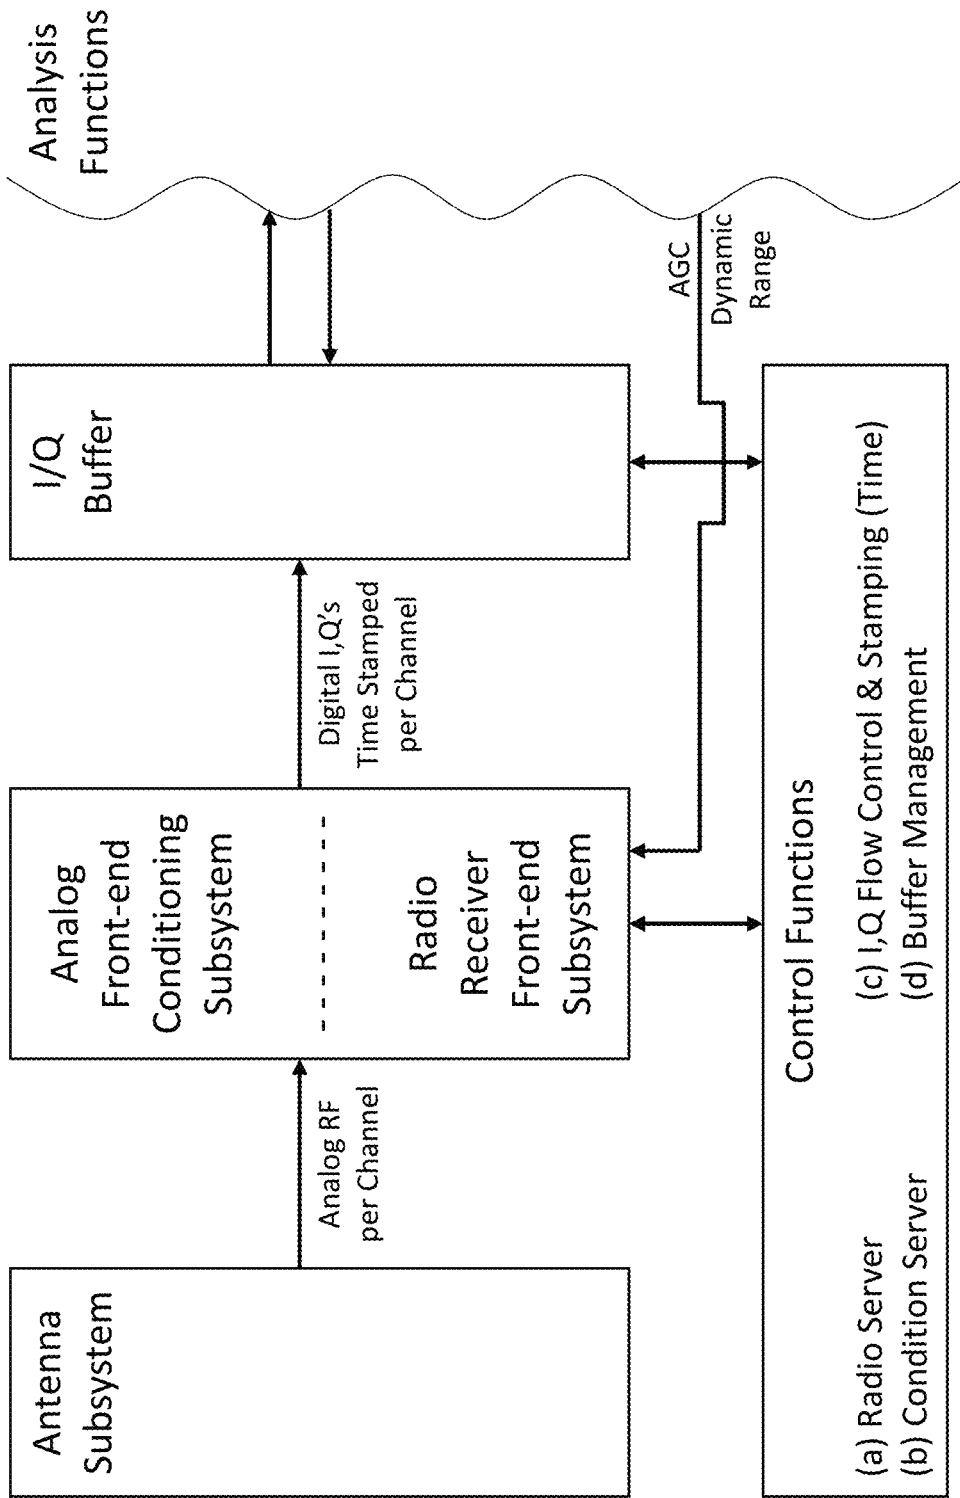 Antenna
Subsystem
Analog RF
per Channel
Analog
Front-end
Conditioning
Subsystem
Radio
Receiver
Front-end
Subsystem
Digital I,Q's
Time Stamped
per Channel
I/Q
Buffer
Analysis
Functions
AGC
Dynamic
Range
Control Functions
(a) Radio Server
(b) Condition Server
(c) I,Q Flow Control & Stamping (Time)
(d) Buffer Management